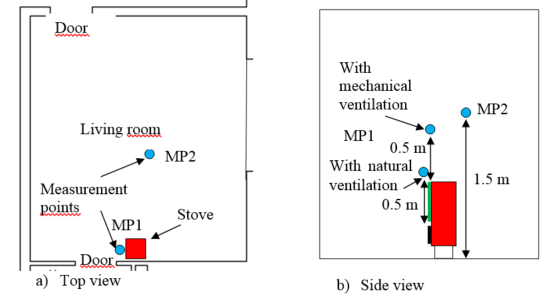 Door
Living room
MP2
Measurement
points
MP1
Stove
Door
a) Top view
With
mechanical
ventilation
MP2
MP1
0.5 m
With natural
ventilation
1.5 m
0.5 m
b) Side view